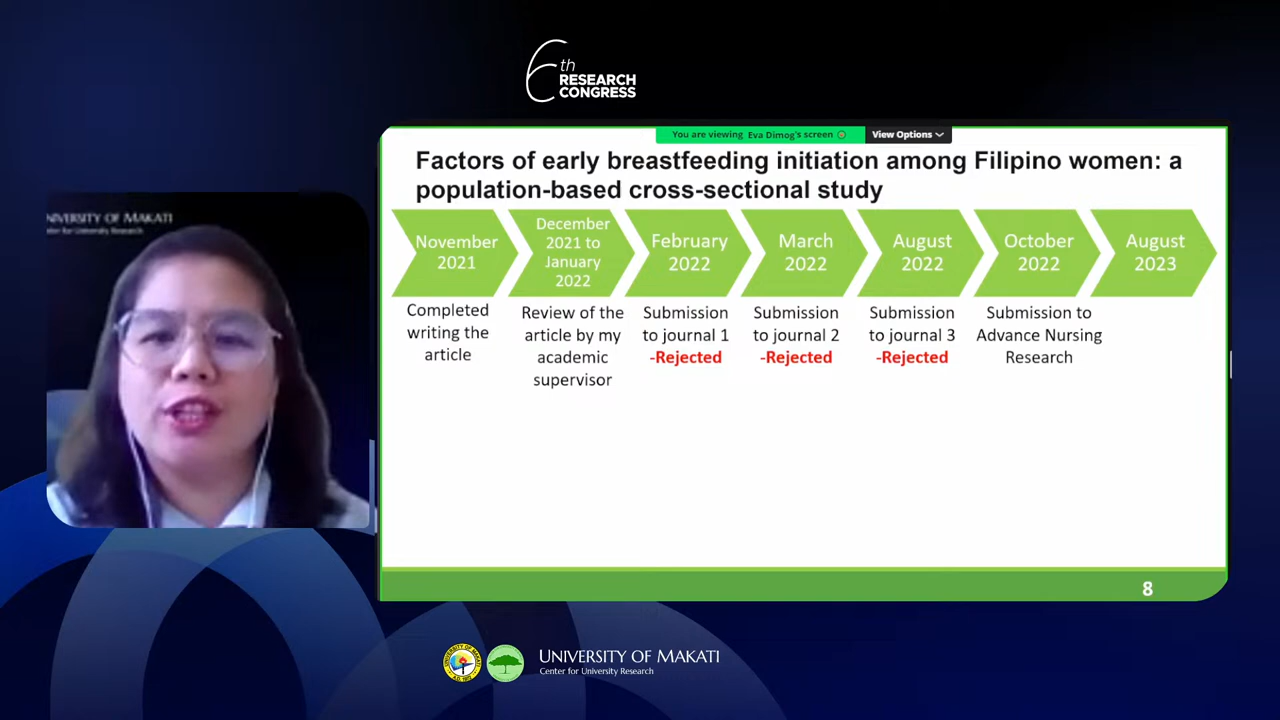 6
th
RESEARCH
CONGRESS
You are viewing Eva Dimog's screen
View Options
Factors of early breastfeeding initiation among Filipino women: a
population-based cross-sectional study
NIVERSITY OF MAKATI
ter for University Research
November
2021
December
2021 to
January
2022
February
2022
March
2022
August
2022
October
2022
August
2023
Completed
writing the
article
Review of the
article by my
academic
supervisor
Submission
to journal 1
-Rejected
Submission
to journal 2
-Rejected
Submission
to journal 3
-Rejected
Submission to
Advance Nursing
Research
8
UNIVERSITY OF MAKATI
Center for University Research